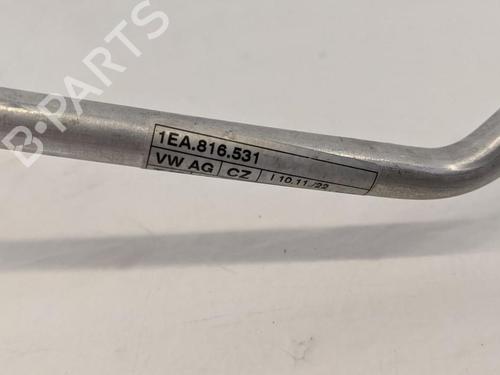 B-PARTS
1EA.816.531
VW AG CZ I 10.11./22